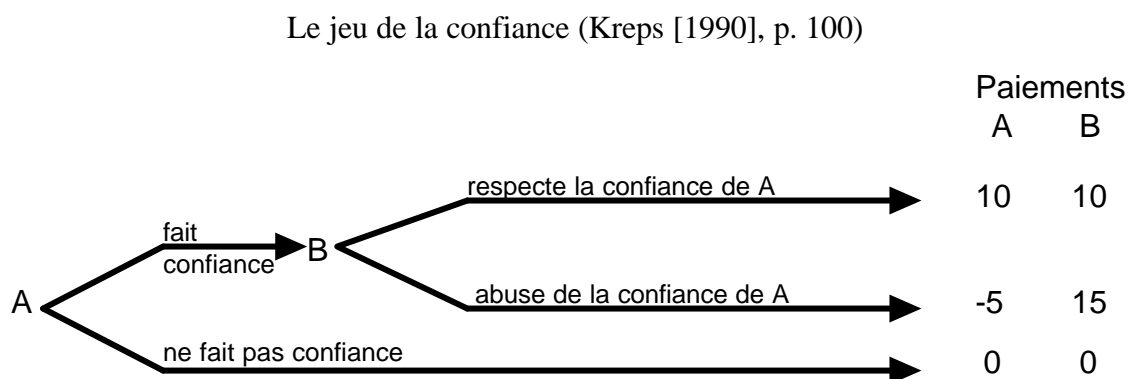 Le jeu de la confiance (Kreps [1990], p. 100)
Paiements
A B
respecte la confiance de A 10 10
fait
confiance
B
abuse de la confiance de A -5 15
A
ne fait pas confiance 0 0